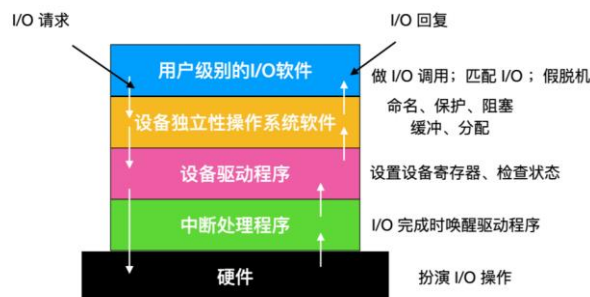 I/O 请求
I/O 回复
用户级别的I/O软件
做 I/O 调用；匹配 I/O ；假脱机
设备独立性操作系统软件
命名、保护、阻塞
缓冲、分配
设备驱动程序
设置设备寄存器、检查状态
中断处理程序
I/O 完成时唤醒驱动程序
硬件
扮演 I/O 操作